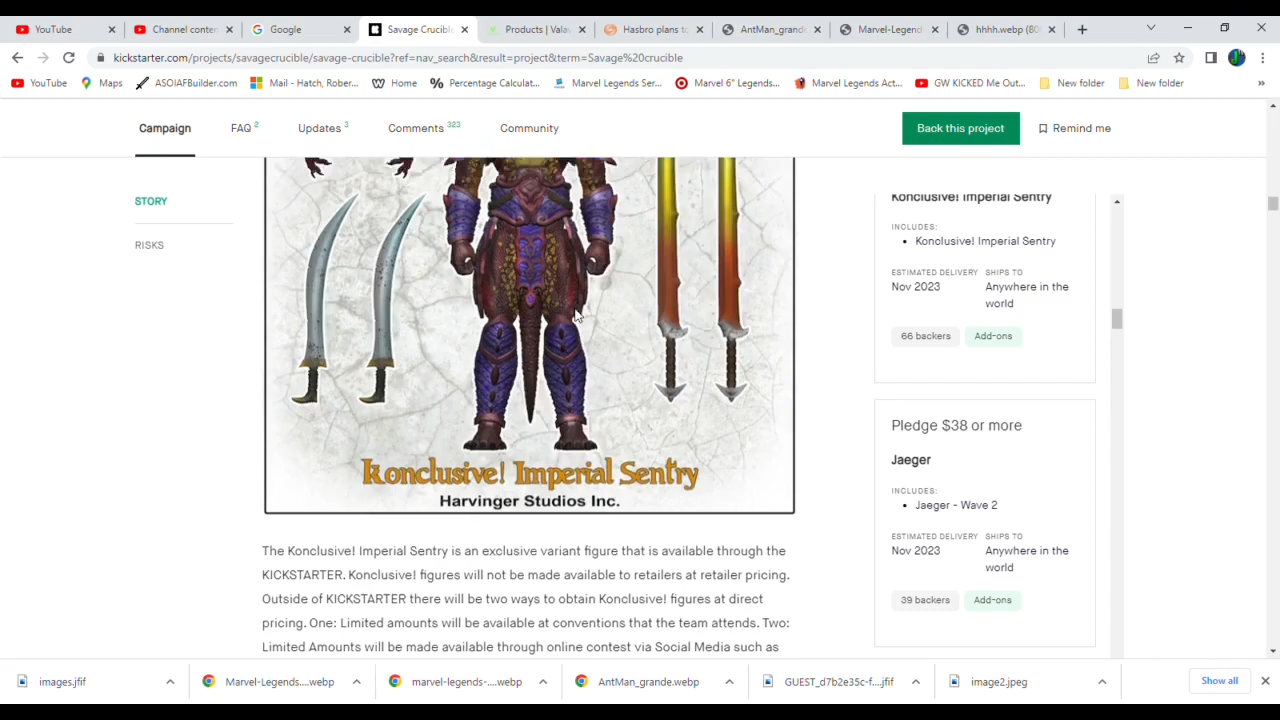 YouTube
Channel conter
Google
Savage Crucible
Products | Valav
Hasbro plans to
AntMan_grande
Marvel-Legend
hhhh.webp (80
kickstarter.com/projects/savagecrucible/savage-crucible?ref=nav_search&result=project&term=Savage%20crucible
YouTube
Maps
ASOIAFBuilder.com
Mail - Hatch, Rober...
Home
Percentage Calculat...
Marvel Legends Ser...
Marvel 6" Legends...
Marvel Legends Act...
GW KICKED Me Out...
New folder
New folder
Campaign
FAQ 2
Updates 3
Comments 323
Community
Back this project
Remind me
STORY
RISKS
Konclusive! Imperial Sentry
Harvinger Studios Inc.
The Konclusive! Imperial Sentry is an exclusive variant figure that is available through the
KICKSTARTER. Konclusive! figures will not be made available to retailers at retailer pricing.
Outside of KICKSTARTER there will be two ways to obtain Konclusive! figures at direct
pricing. One: Limited amounts will be available at conventions that the team attends. Two:
Limited Amounts will be made available through online contest via Social Media such as
Konclusive! Imperial Sentry
INCLUDES:
• Konclusive! Imperial Sentry
ESTIMATED DELIVERY
Nov 2023
SHIPS TO
Anywhere in the
world
66 backers
Add-ons
Pledge $38 or more
Jaeger
INCLUDES:
• Jaeger - Wave 2
ESTIMATED DELIVERY
Nov 2023
SHIPS TO
Anywhere in the
world
39 backers
Add-ons
images.jfif
Marvel-Legends....webp
marvel-legends-....webp
AntMan_grande.webp
GUEST_d7b2e35c-f....jfif
image2.jpeg
Show all